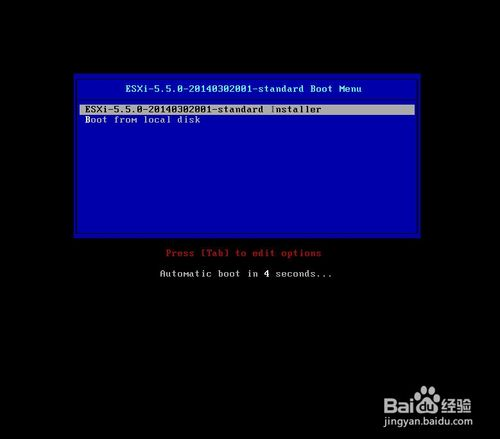 ESXi-5.5.0-20140302001-standard Boot Menu
ESXi-5.5.0-20140302001-standard Installer
Boot from local disk
Press [Tab] to edit options
Automatic boot in 4 seconds...
Baidu经验
jingyan.baidu.com